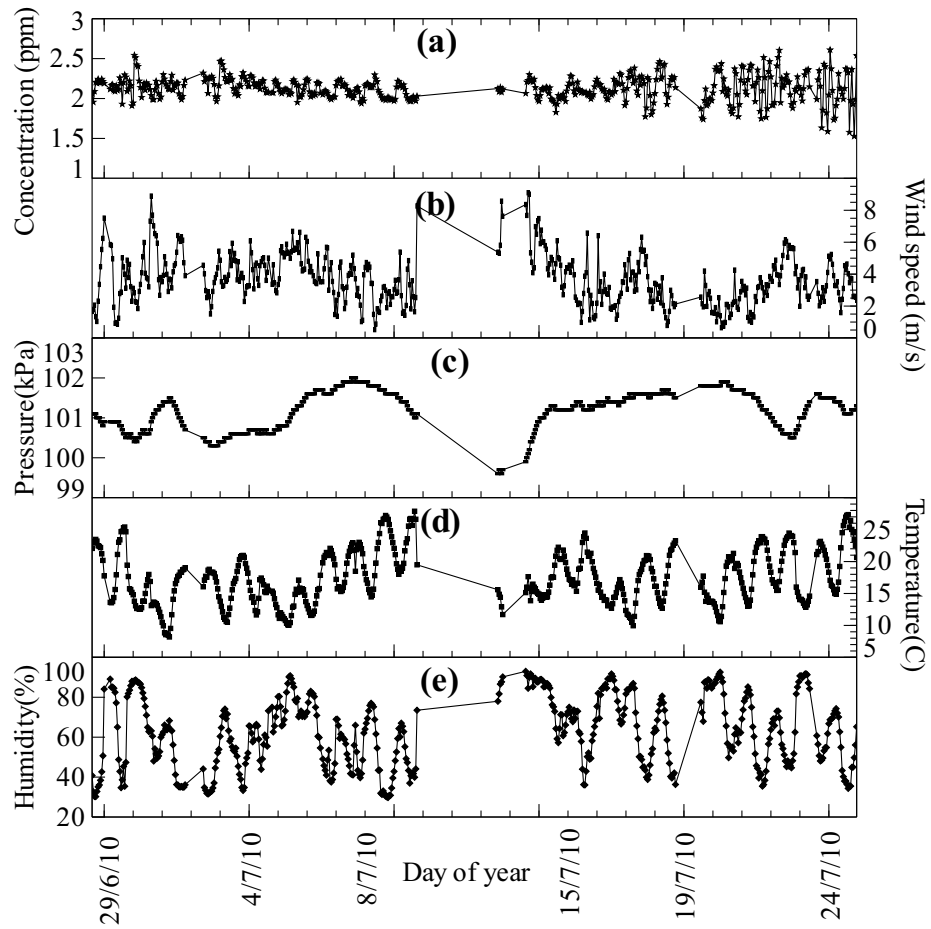 (a)
3
2.5
2
1.5
1
Concentration (ppm)
(b)
8
6
4
2
0
Wind speed (m/s)
(c)
103
102
101
100
99
Pressure(kPa)
(d)
25
20
15
10
5
Temperature(C)
(e)
100
80
60
40
20
Humidity(%)
29/6/10
4/7/10
8/7/10
15/7/10
19/7/10
24/7/10
Day of year